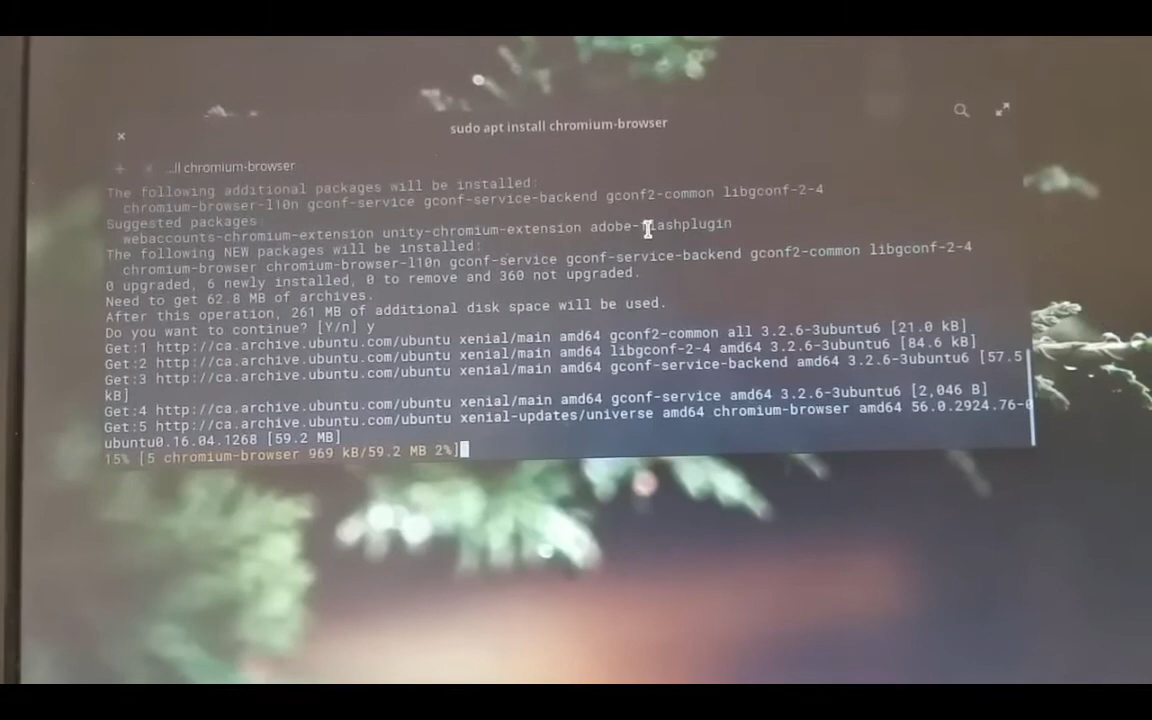 sudo apt install chromium-browser
...ll chromium-browser
The following additional packages will be installed:
chromium-browser-l10n gconf-service gconf-service-backend gconf2-common libgconf-2-4
Suggested packages:
webaccounts-chromium-extension unity-chromium-extension adobe-flashplugin
The following NEW packages will be installed:
chromium-browser chromium-browser-l10n gconf-service gconf-service-backend gconf2-common libgconf-2-4
0 upgraded, 6 newly installed, 0 to remove and 360 not upgraded.
Need to get 62.8 MB of archives.
After this operation, 261 MB of additional disk space will be used.
Do you want to continue? [Y/n] y
Get:1 http://ca.archive.ubuntu.com/ubuntu xenial/main amd64 gconf2-common all 3.2.6-3ubuntu6 [21.0 kB]
Get:2 http://ca.archive.ubuntu.com/ubuntu xenial/main amd64 libgconf-2-4 amd64 3.2.6-3ubuntu6 [84.6 kB]
Get:3 http://ca.archive.ubuntu.com/ubuntu xenial/main amd64 gconf-service-backend amd64 3.2.6-3ubuntu6 [57.5
kB]
Get:4 http://ca.archive.ubuntu.com/ubuntu xenial/main amd64 gconf-service amd64 3.2.6-3ubuntu6 [2,046 B]
Get:5 http://ca.archive.ubuntu.com/ubuntu xenial-updates/universe amd64 chromium-browser amd64 56.0.2924.76-0
ubuntu0.16.04.1268 [59.2 MB]
15% [5 chromium-browser 969 kB/59.2 MB 2%]